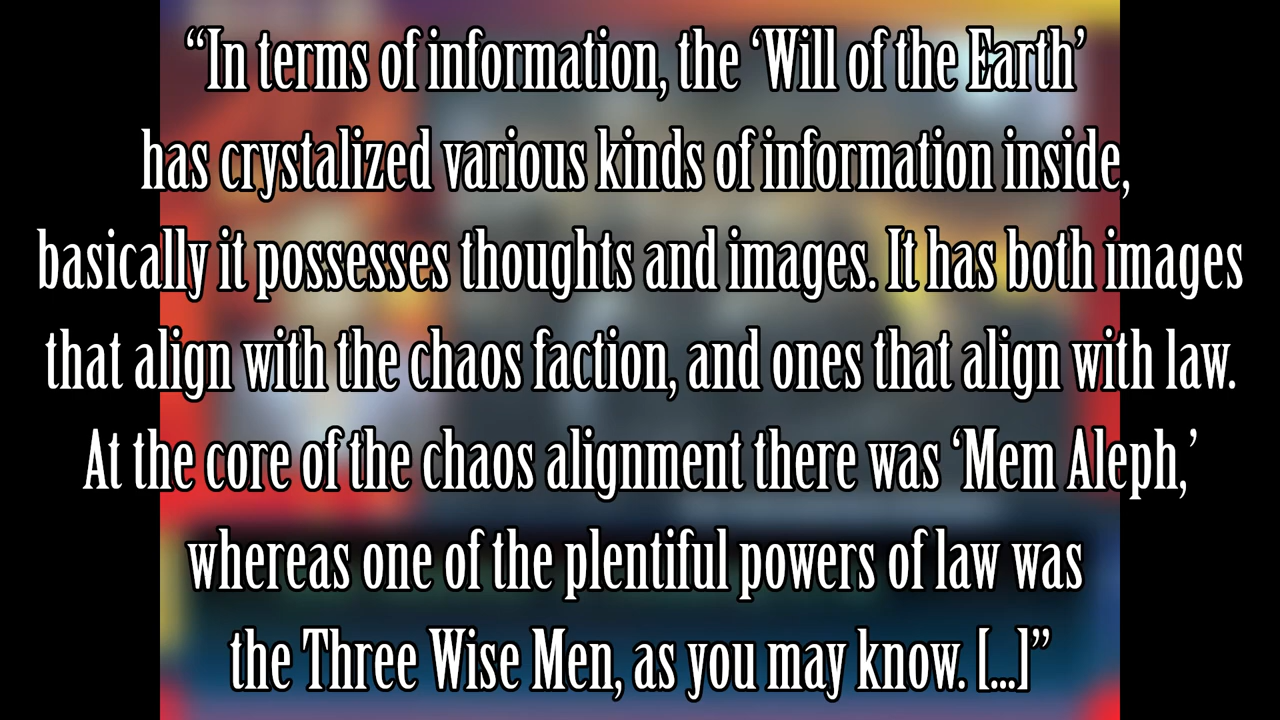 “In terms of information, the ‘Will of the Earth’
has crystalized various kinds of information inside,
basically it possesses thoughts and images. It has both images
that align with the chaos faction, and ones that align with law.
At the core of the chaos alignment there was ‘Mem Aleph,’
whereas one of the plentiful powers of law was
the Three Wise Men, as you may know. [...]”